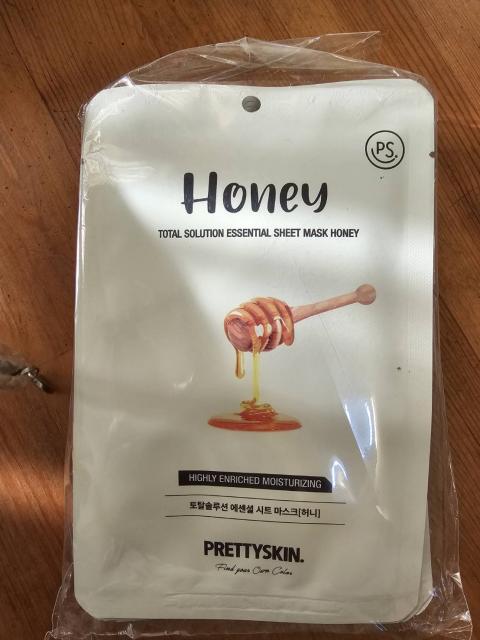 PS.
Honey
TOTAL SOLUTION ESSENTIAL SHEET MASK HONEY
HIGHLY ENRICHED MOISTURIZING
토탈솔루션 에센셜 시트 마스크[허니]
PRETTYSKIN.
Find your Own Color